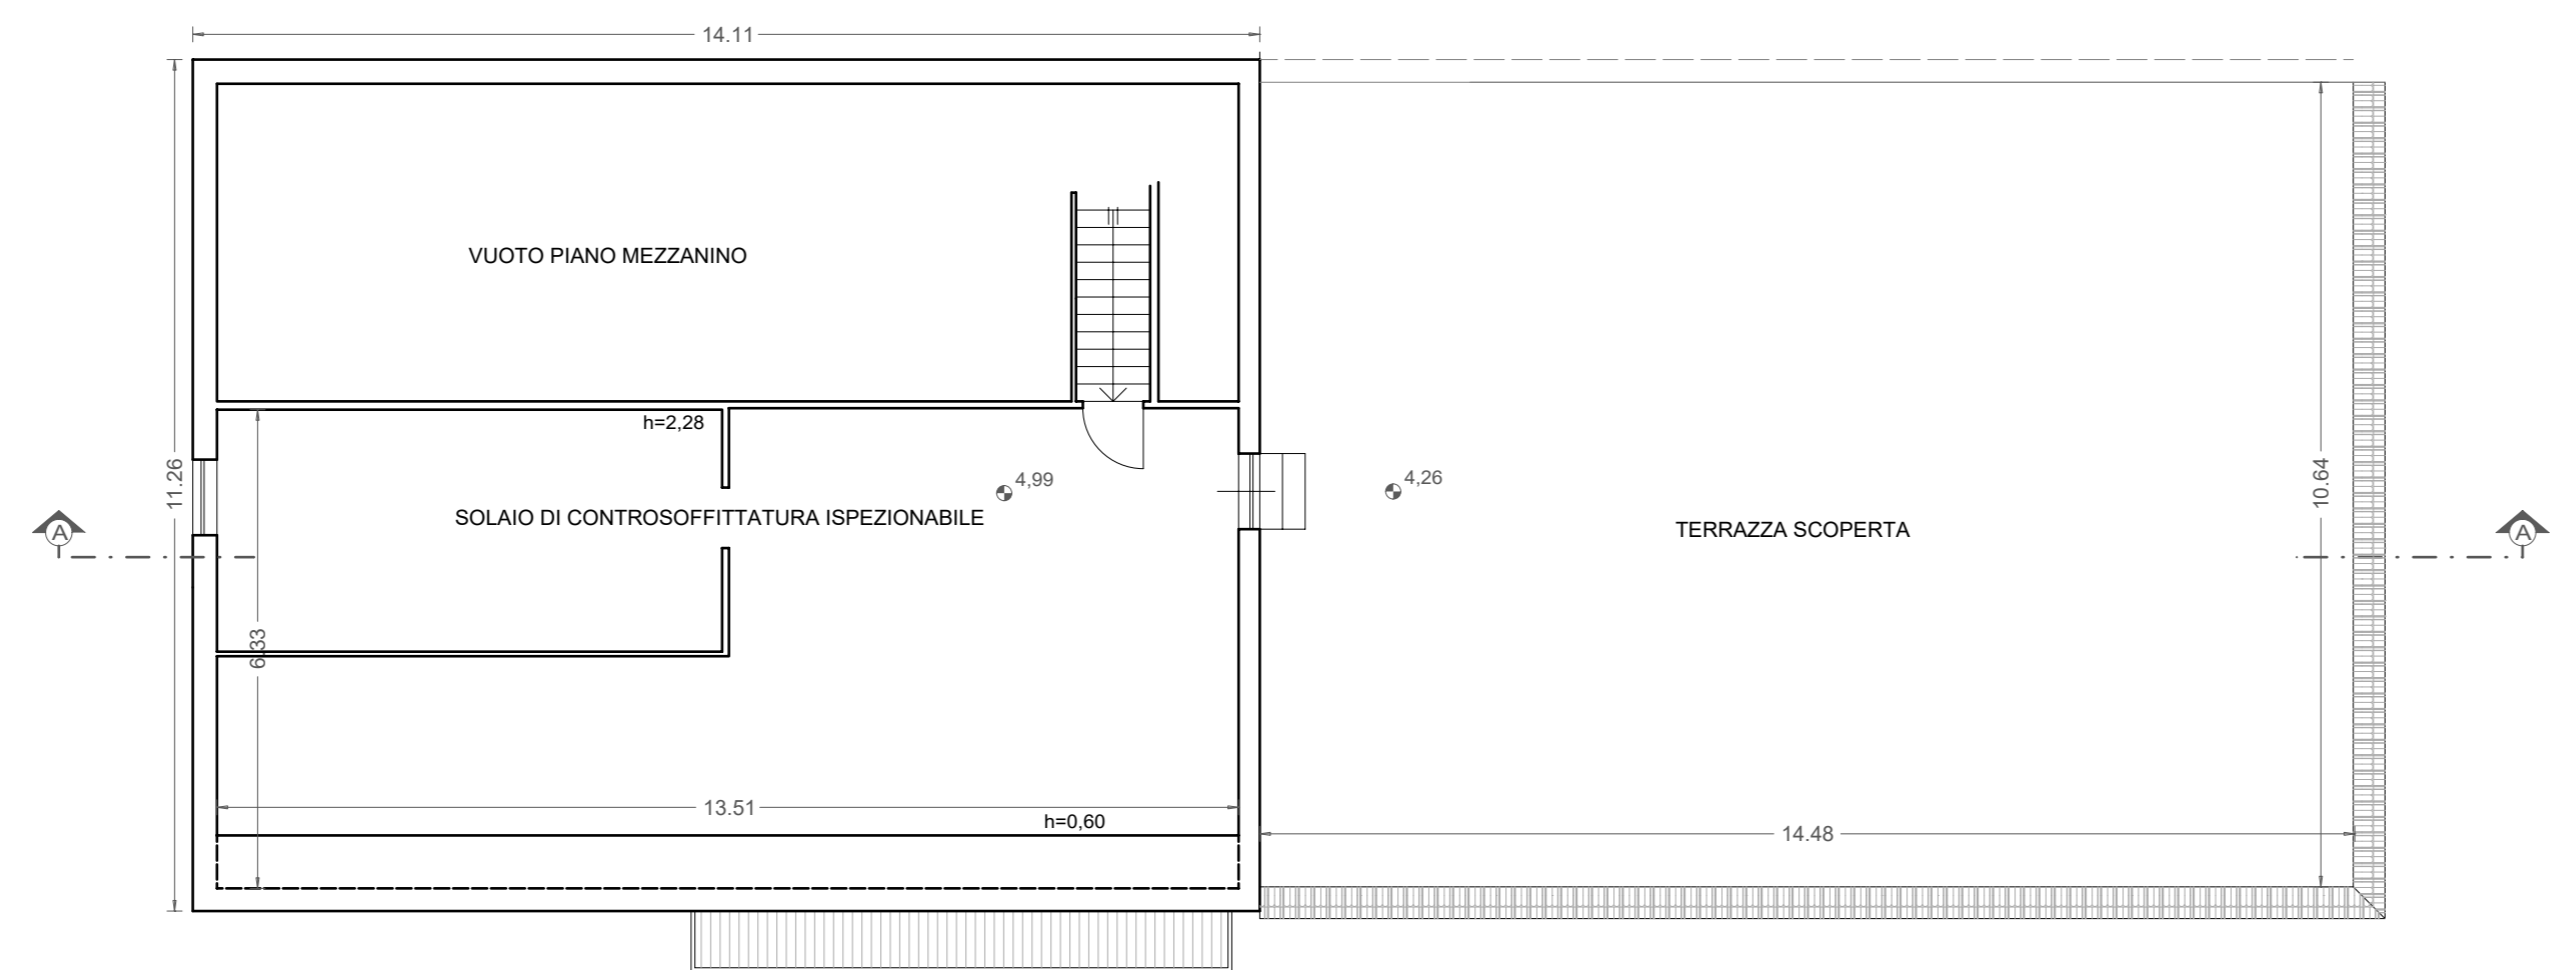 14.11
VUOTO PIANO MEZZANINO
h=2,28
11.26
4,99
4,26
10.64
SOLAIO DI CONTROSOFFITTATURA ISPEZIONABILE
A
TERRAZZA SCOPERTA
A
6.33
13.51
h=0,60
14.48